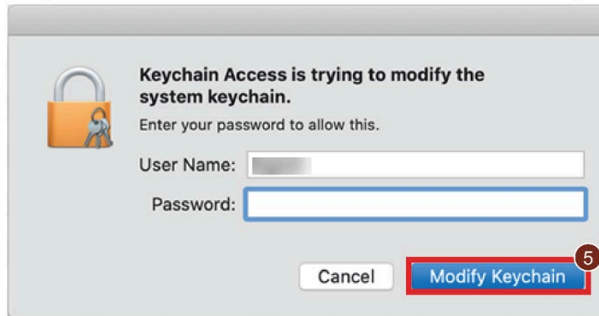 Keychain Access is trying to modify the
system keychain.
Enter your password to allow this.
User Name:
Password:
Cancel
Modify Keychain
5